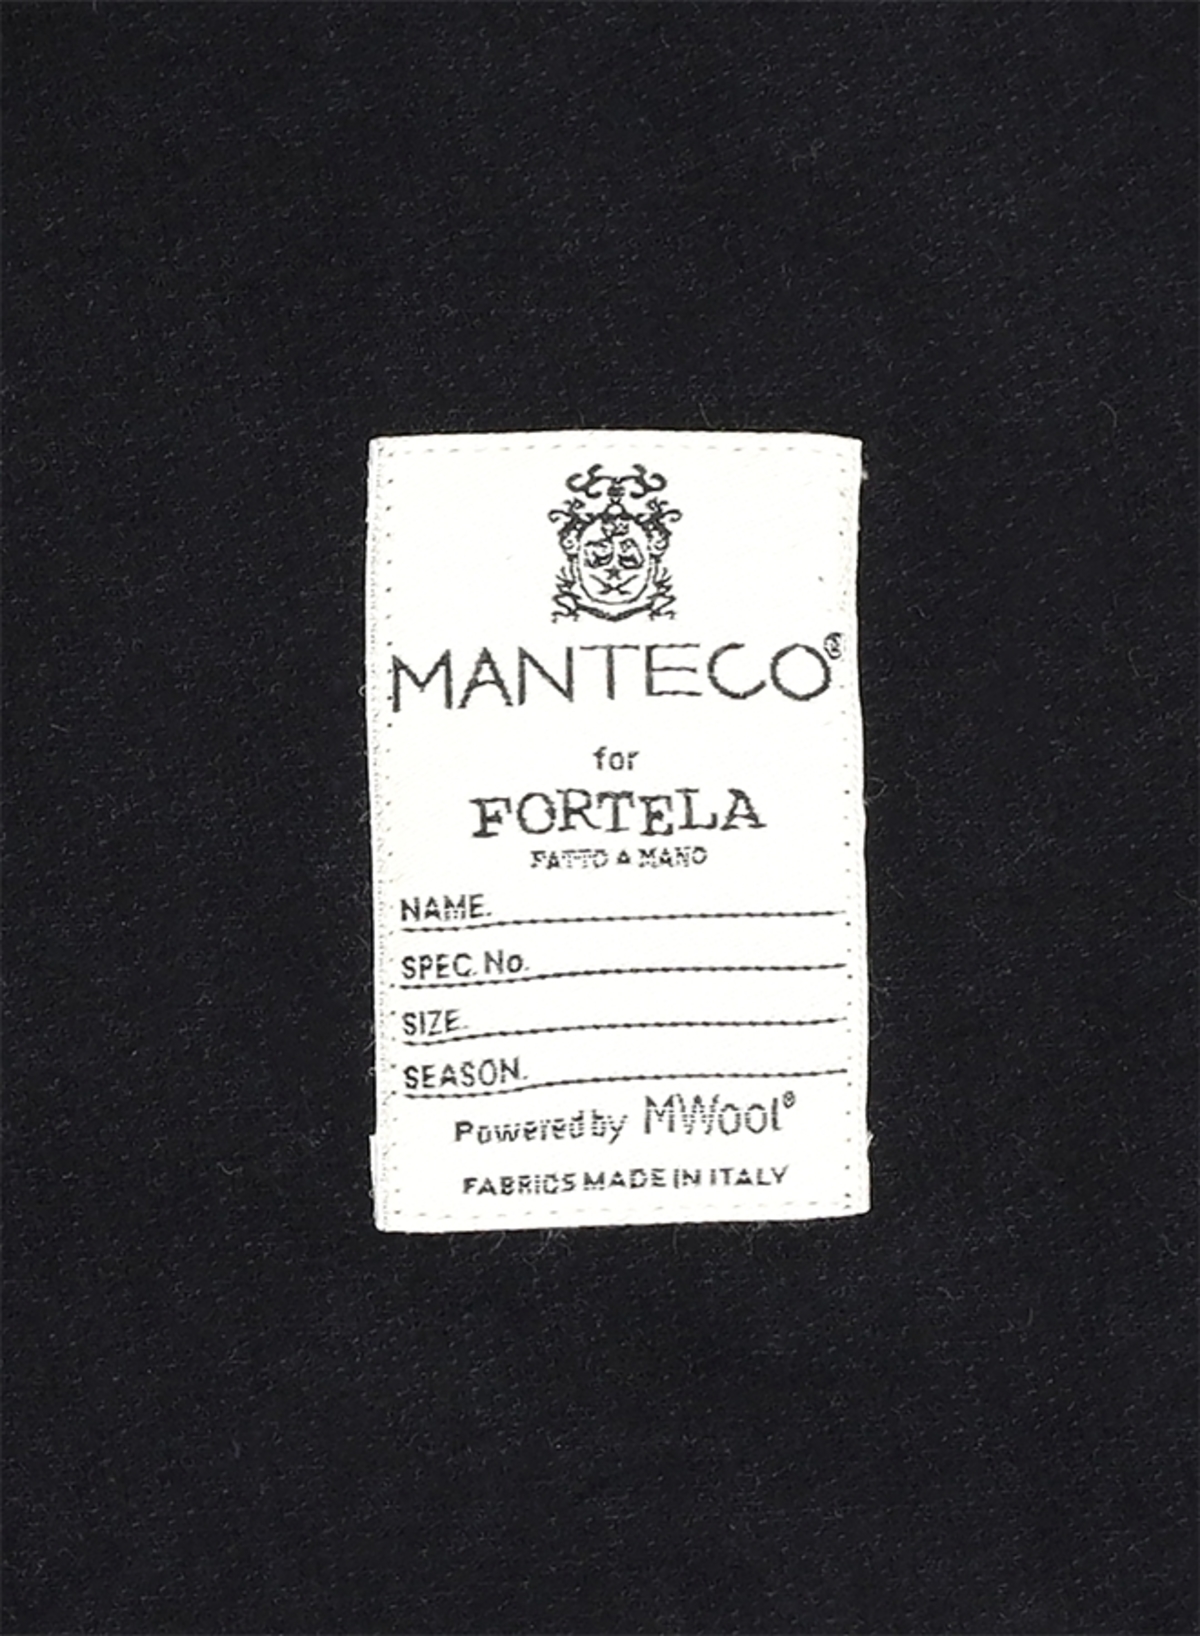 MANTECO®
for
FORTELA
FATTO A MANO
NAME.
SPEC. No.
SIZE.
SEASON.
Powered by MWool®
FABRICS MADE IN ITALY